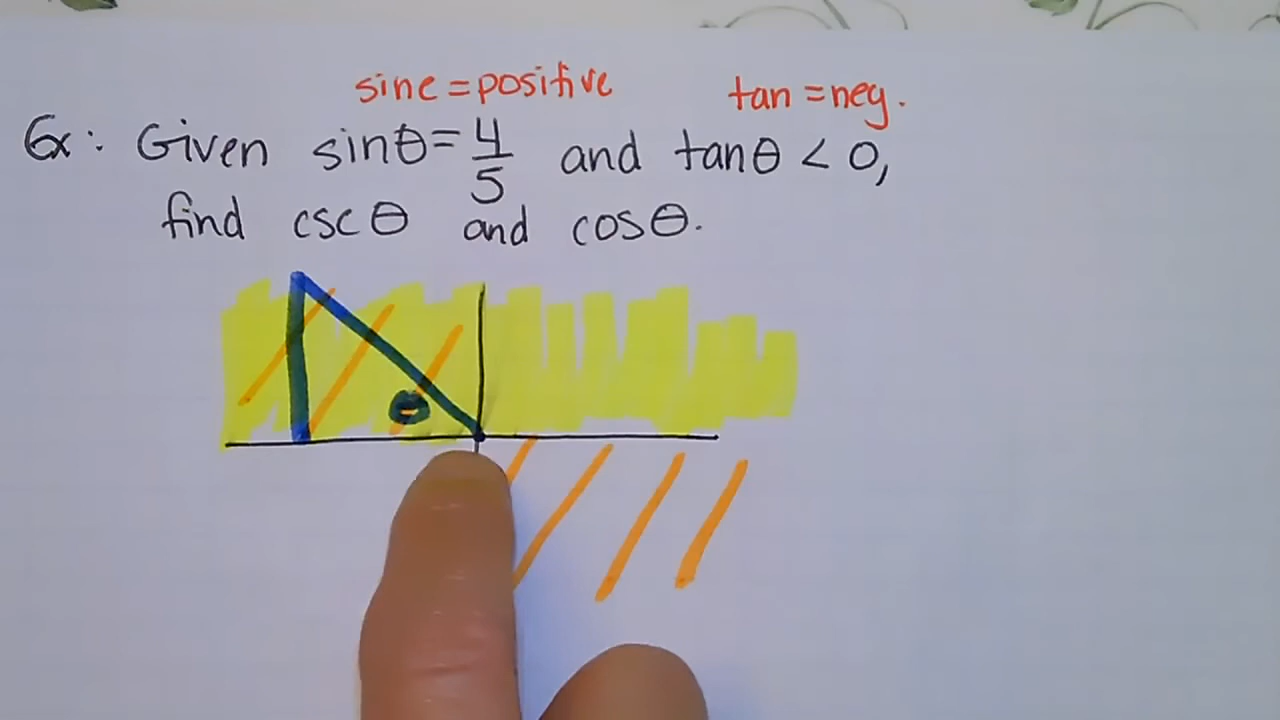 sine = positive tan = neg.
Ex: Given sinθ = 4/5 and tanθ < 0,
find cscθ and cosθ.
θ